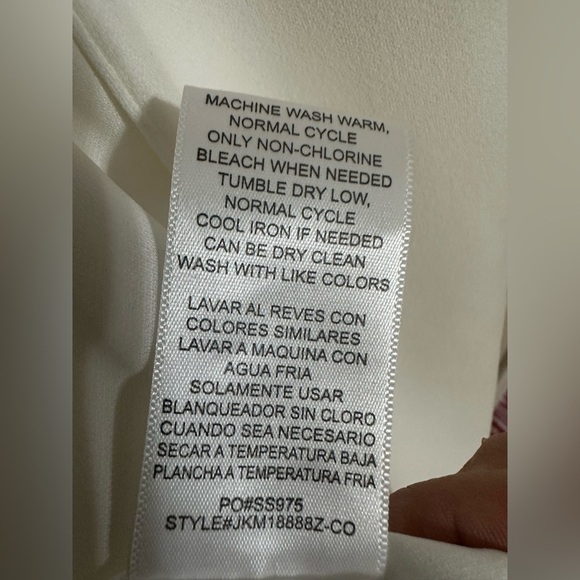 MACHINE WASH WARM,
NORMAL CYCLE
ONLY NON-CHLORINE
BLEACH WHEN NEEDED
TUMBLE DRY LOW,
NORMAL CYCLE
COOL IRON IF NEEDED
CAN BE DRY CLEAN
WASH WITH LIKE COLORS
LAVAR AL REVES CON
COLORES SIMILARES
LAVAR A MAQUINA CON
AGUA FRIA
SOLAMENTE USAR
BLANQUEADOR SIN CLORO
CUANDO SEA NECESARIO
SECAR A TEMPERATURA BAJA
PLANCHA A TEMPERATURA FRIA
PO#SS975
STYLE#JKM18888Z-CO